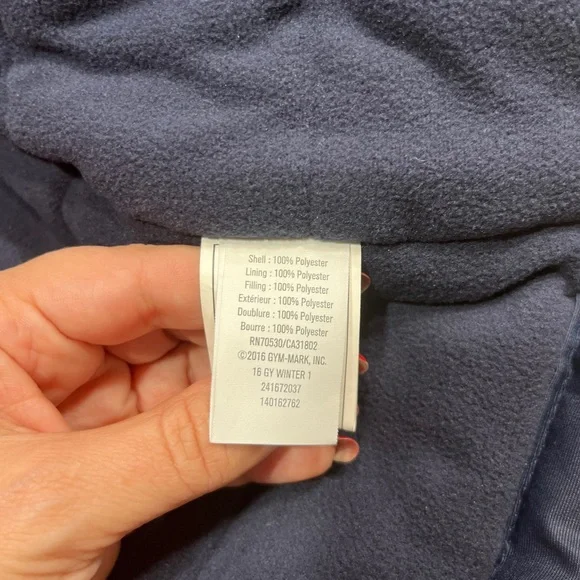 Shell : 100% Polyester
Lining : 100% Polyester
Filling : 100% Polyester
Extérieur : 100% Polyester
Doublure : 100% Polyester
Bourre : 100% Polyester
RN70530/CA31802
©2016 GYM-MARK, INC.
16 GY WINTER 1
241672037
140162762